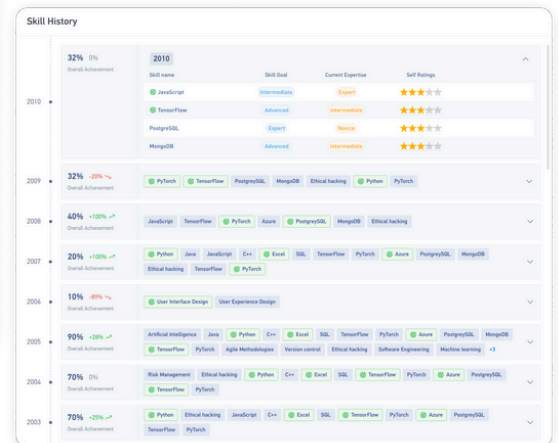 Skill History
32% 0%
Overall Achievement
2010
2010
Skill name Skill Goal Current Expertise Self Ratings
JavaScript Intermediate Expert
TensorFlow Advanced Intermediate
PostgreSQL Expert Novice
MongoDB Advanced Intermediate
2009
32% -20%
Overall Achievement
PyTorch TensorFlow PostgreySQL MongoDB Ethical hacking Python PyTorch
2008
40% +100%
Overall Achievement
JavaScript TensorFlow PyTorch Azure PostgreySQL MongoDB Ethical hacking
2007
20% +100%
Overall Achievement
Python Java JavaScript C++ Excel SQL TensorFlow PyTorch Azure PostgreySQL MongoDB
Ethical hacking TensorFlow PyTorch
2006
10% -89%
Overall Achievement
User Interface Design User Experience Design
2005
90% +28%
Overall Achievement
Artificial Intelligence Java Python C++ Excel SQL TensorFlow PyTorch Azure PostgreySQL MongoDB
TensorFlow PyTorch Agile Methodologies Version control Ethical hacking Software Engineering Machine learning +3
2004
70% 0%
Overall Achievement
Risk Management Ethical hacking Python C++ Excel SQL TensorFlow PyTorch Azure PostgreySQL
TensorFlow PyTorch
2003
70% +25%
Overall Achievement
Python Ethical hacking JavaScript C++ Excel SQL TensorFlow PyTorch Azure PostgreySQL
TensorFlow PyTorch